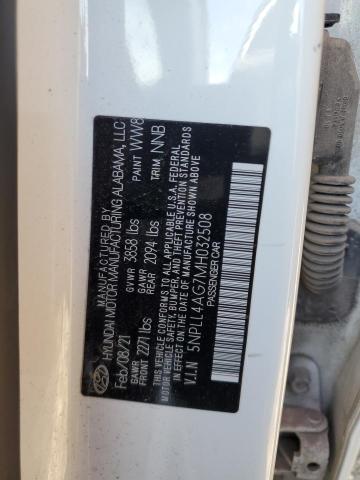 MANUFACTURED BY
HYUNDAI MOTOR MANUFACTURING ALABAMA, LLC
Feb/08/21 GVWR 3858 lbs PAINT WW8
GAWR FRONT 2271 lbs GAWR REAR 2094 lbs TRIM NNB
THIS VEHICLE CONFORMS TO ALL APPLICABLE U.S.A. FEDERAL
MOTOR VEHICLE SAFETY, BUMPER, AND THEFT PREVENTION
STANDARDS IN EFFECT ON THE DATE OF MANUFACTURE SHOWN ABOVE.
V.I.N 5NPLL4AG7MH032508
PASSENGER CAR